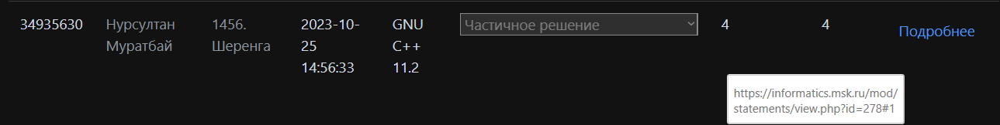 34935630
Нурсултан
Муратбай
1456.
Шеренга
2023-10-
25
14:56:33
GNU
C++
11.2
Частичное решение
4
4
Подробнее
https://informatics.msk.ru/mod/
statements/view.php?id=278#1